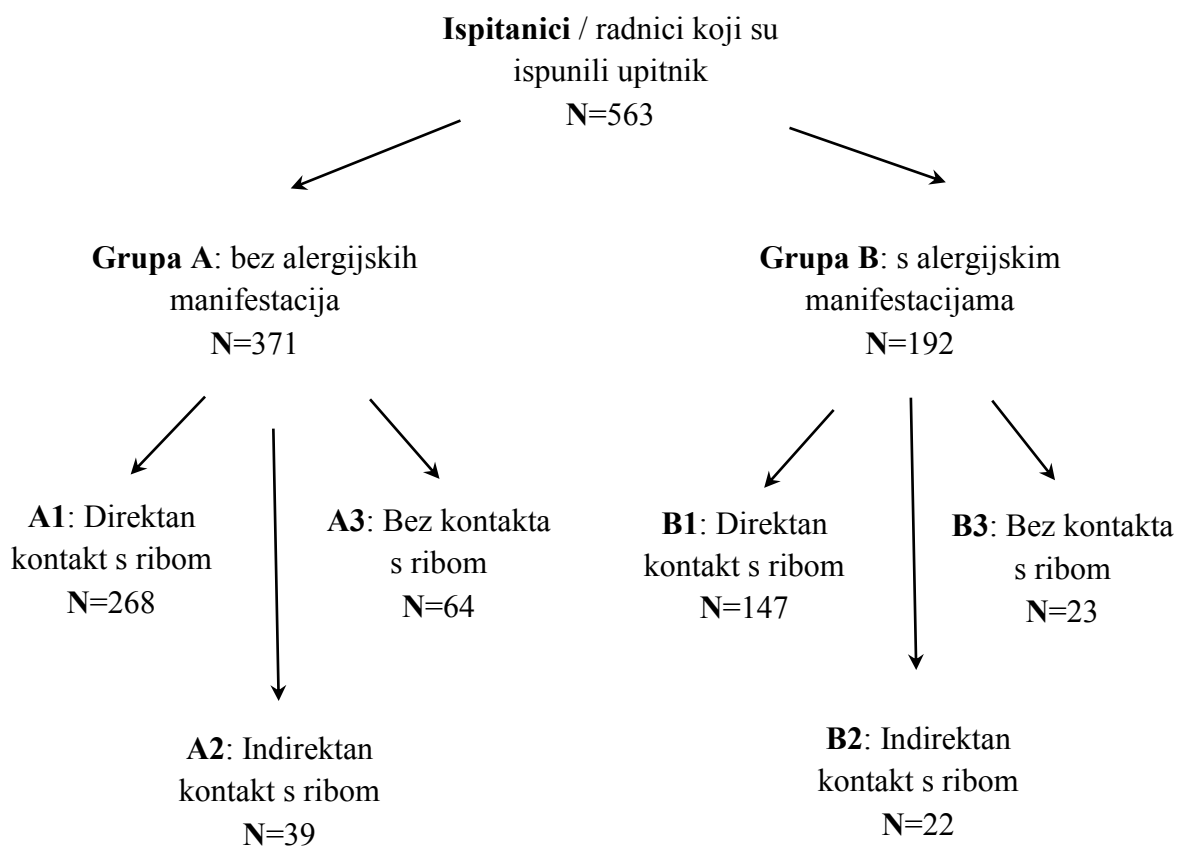 Ispitanici / radnici koji su
ispunili upitnik
N=563
Grupa A: bez alergijskih
manifestacija
N=371
Grupa B: s alergijskim
manifestacijama
N=192
A1: Direktan
kontakt s ribom
N=268
A3: Bez kontakta
s ribom
N=64
B1: Direktan
kontakt s ribom
N=147
B3: Bez kontakta
s ribom
N=23
A2: Indirektan
kontakt s ribom
N=39
B2: Indirektan
kontakt s ribom
N=22